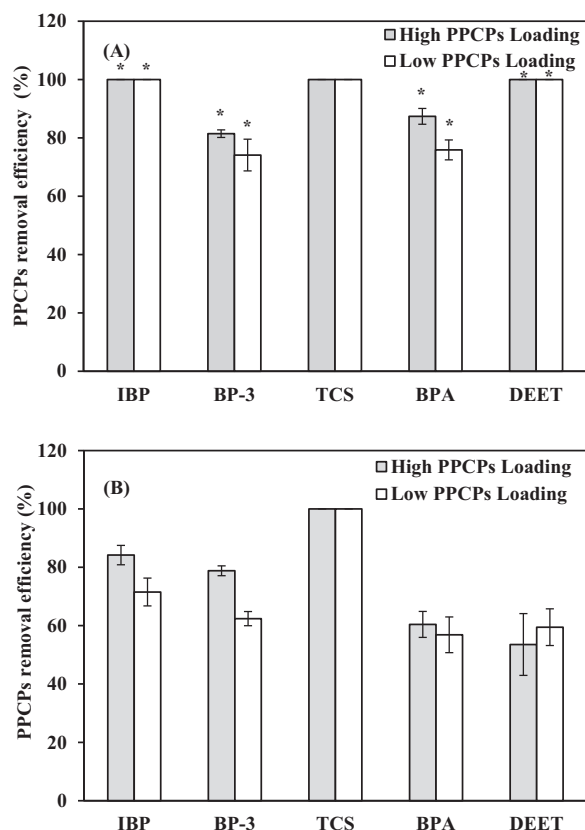 120
(A)
High PPCPs Loading
Low PPCPs Loading
100
* *
* *
* *
* *
80
60
40
20
0
PPCPs removal efficiency (%)
IBP BP-3 TCS BPA DEET
120
(B)
High PPCPs Loading
Low PPCPs Loading
100
80
60
40
20
0
PPCPs removal efficiency (%)
IBP BP-3 TCS BPA DEET